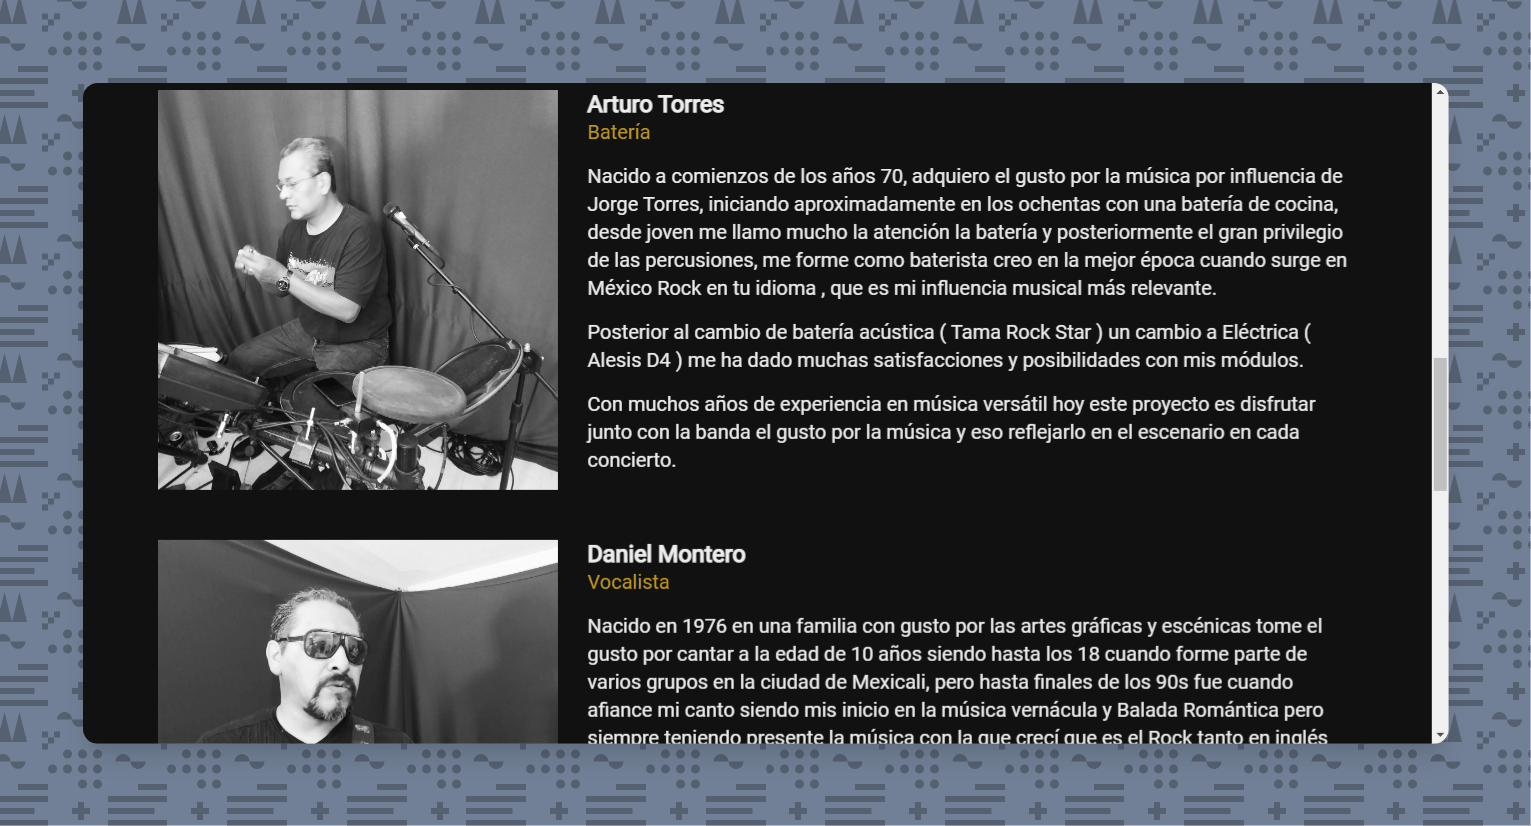 Arturo Torres
Batería
Nacido a comienzos de los años 70, adquiero el gusto por la música por influencia de
Jorge Torres, iniciando aproximadamente en los ochentas con una batería de cocina,
desde joven me llamo mucho la atención la batería y posteriormente el gran privilegio
de las percusiones, me forme como baterista creo en la mejor época cuando surge en
México Rock en tu idioma , que es mi influencia musical más relevante.
Posterior al cambio de batería acústica ( Tama Rock Star ) un cambio a Eléctrica (
Alesis D4 ) me ha dado muchas satisfacciones y posibilidades con mis módulos.
Con muchos años de experiencia en música versátil hoy este proyecto es disfrutar
junto con la banda el gusto por la música y eso reflejarlo en el escenario en cada
concierto.
Daniel Montero
Vocalista
Nacido en 1976 en una familia con gusto por las artes gráficas y escénicas tome el
gusto por cantar a la edad de 10 años siendo hasta los 18 cuando forme parte de
varios grupos en la ciudad de Mexicali, pero hasta finales de los 90s fue cuando
afiance mi canto siendo mis inicio en la música vernácula y Balada Romántica pero
siempre teniendo presente la música con la que crecí que es el Rock tanto en inglés